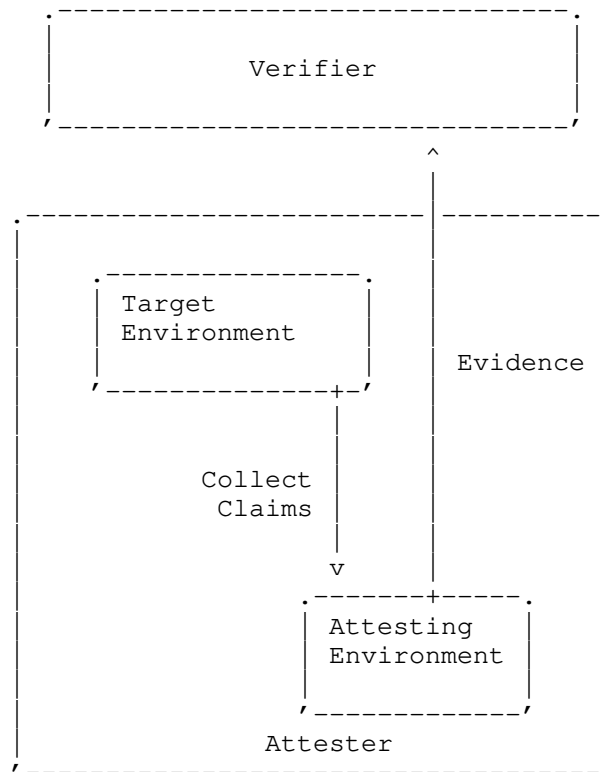 Verifier
Target
Environment
Evidence
Collect
Claims
Attesting
Environment
Attester